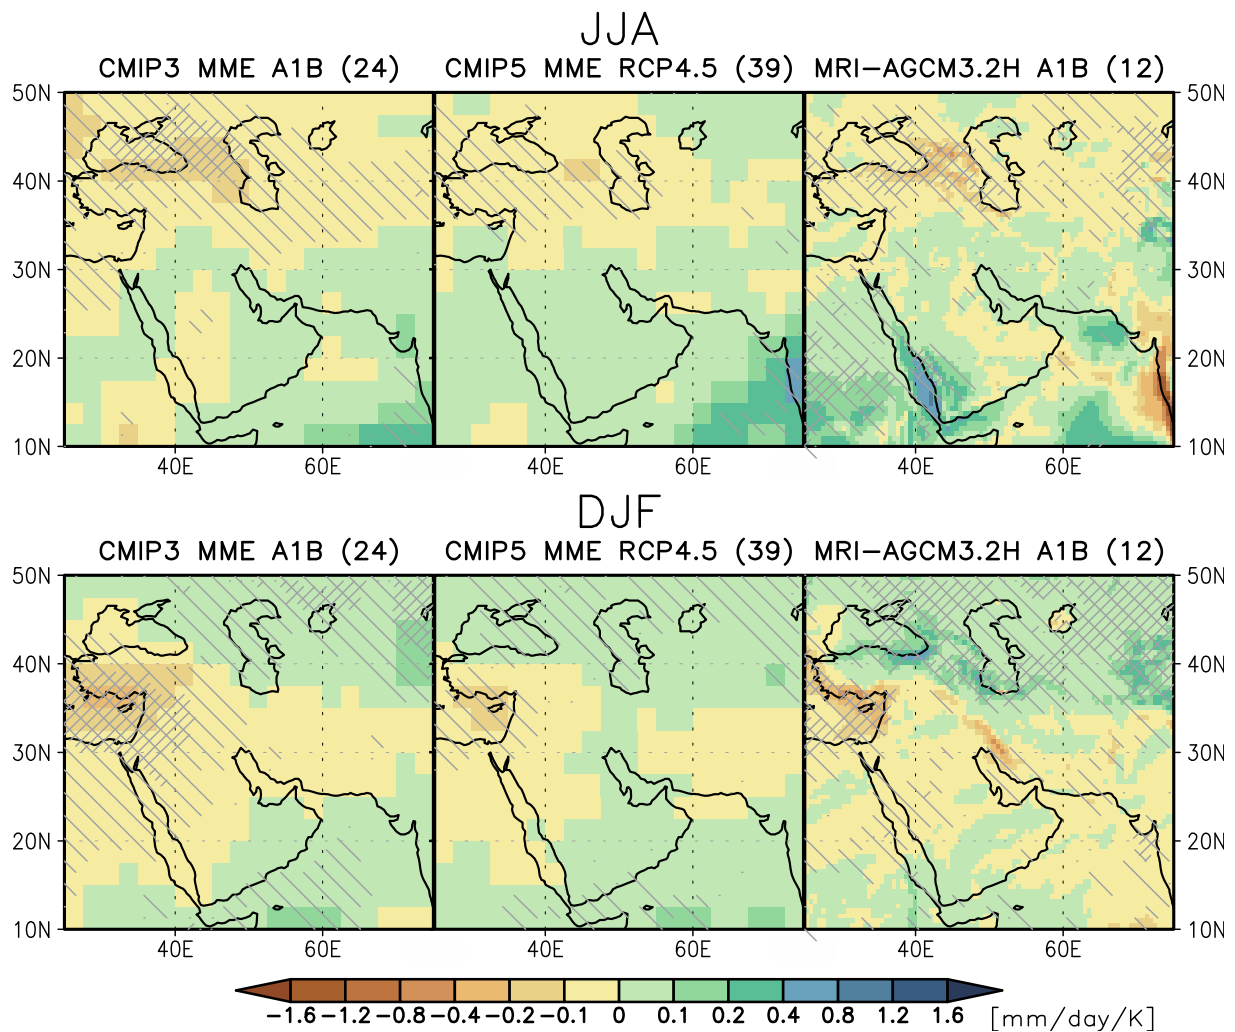 JJA
CMIP3 MME A1B (24) CMIP5 MME RCP4.5 (39) MRI-AGCM3.2H A1B (12)
50N 50N
40N 40N
30N 30N
20N 20N
10N 10N
40E 60E 40E 60E 40E 60E
DJF
CMIP3 MME A1B (24) CMIP5 MME RCP4.5 (39) MRI-AGCM3.2H A1B (12)
50N 50N
40N 40N
30N 30N
20N 20N
10N 10N
40E 60E 40E 60E 40E 60E
-1.6 -1.2 -0.8 -0.4 -0.2 -0.1 0 0.1 0.2 0.4 0.8 1.2 1.6 [mm/day/K]